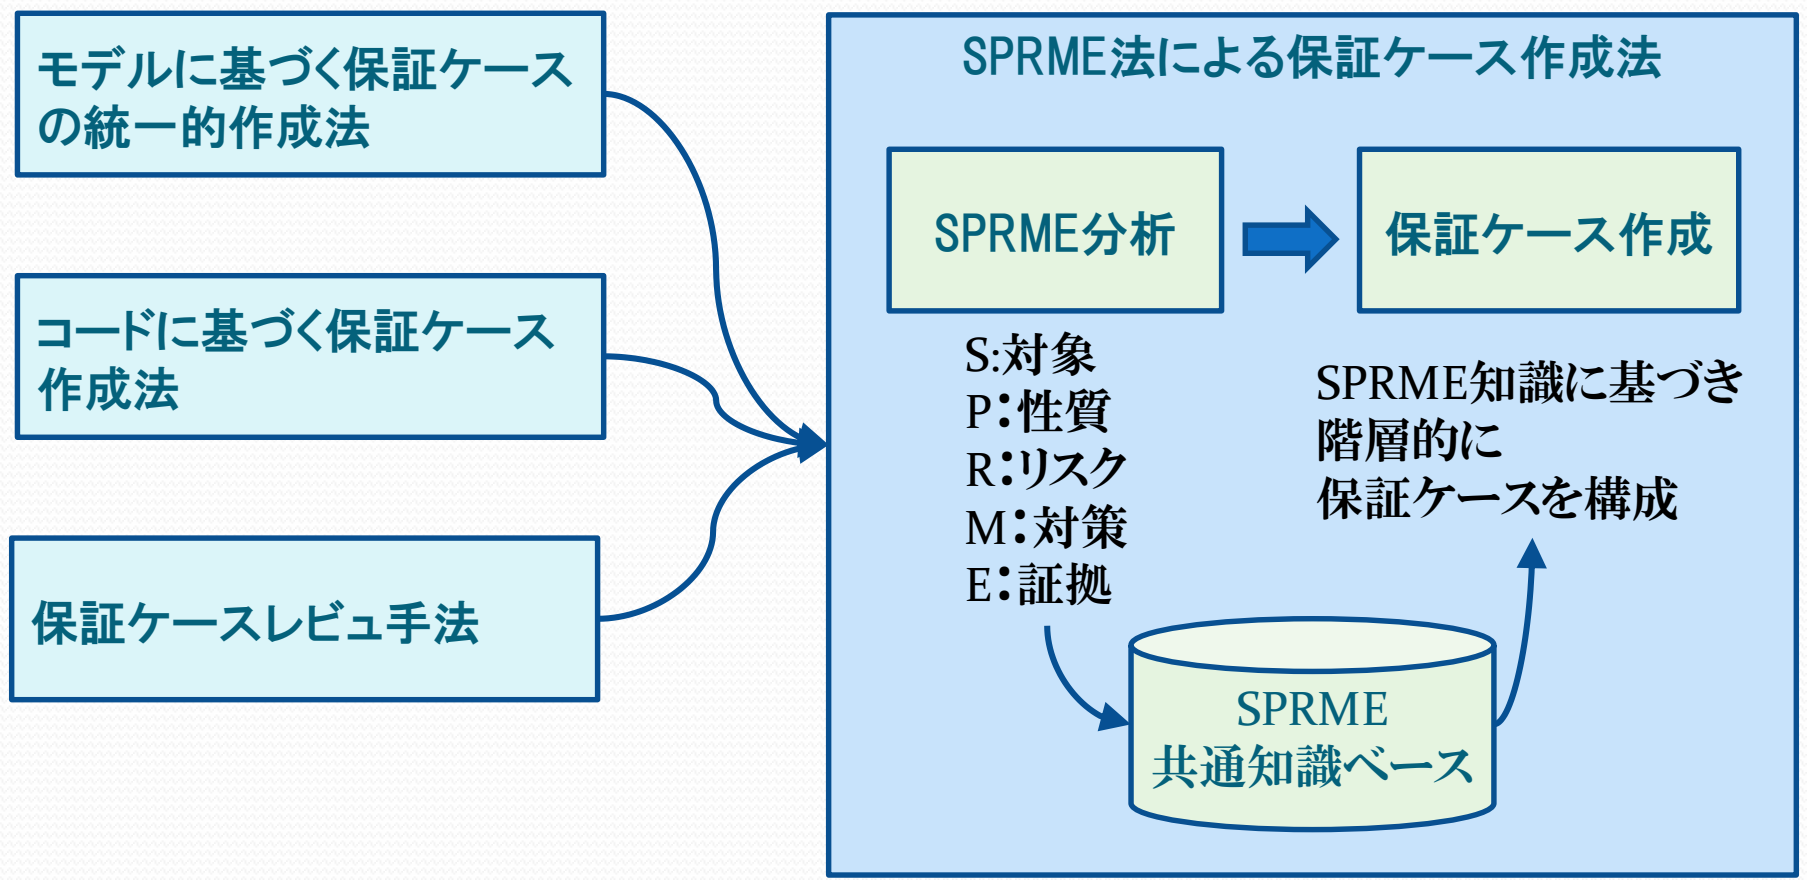 モデルに基づく保証ケース
の統一的作成法
コードに基づく保証ケース
作成法
保証ケースレビュ手法
SPRME法による保証ケース作成法
SPRME分析
保証ケース作成
S:対象
P：性質
R：リスク
M：対策
E：証拠
SPRME知識に基づき
階層的に
保証ケースを構成
SPRME
共通知識ベース